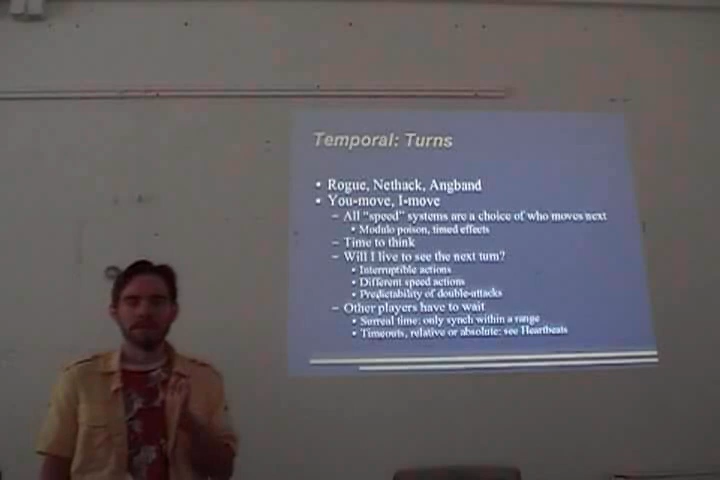 Temporal: Turns
• Rogue, Nethack, Angband
• You-move, I-move
– All "speed" systems are a choice of who moves next
• Modulo poison, timed effects
– Time to think
– Will I live to see the next turn?
• Interruptible actions
• Different speed actions
• Predictability of double-attacks
– Other players have to wait
• Surreal time: only synch within a range
• Timeouts, relative or absolute: see Heartbeats